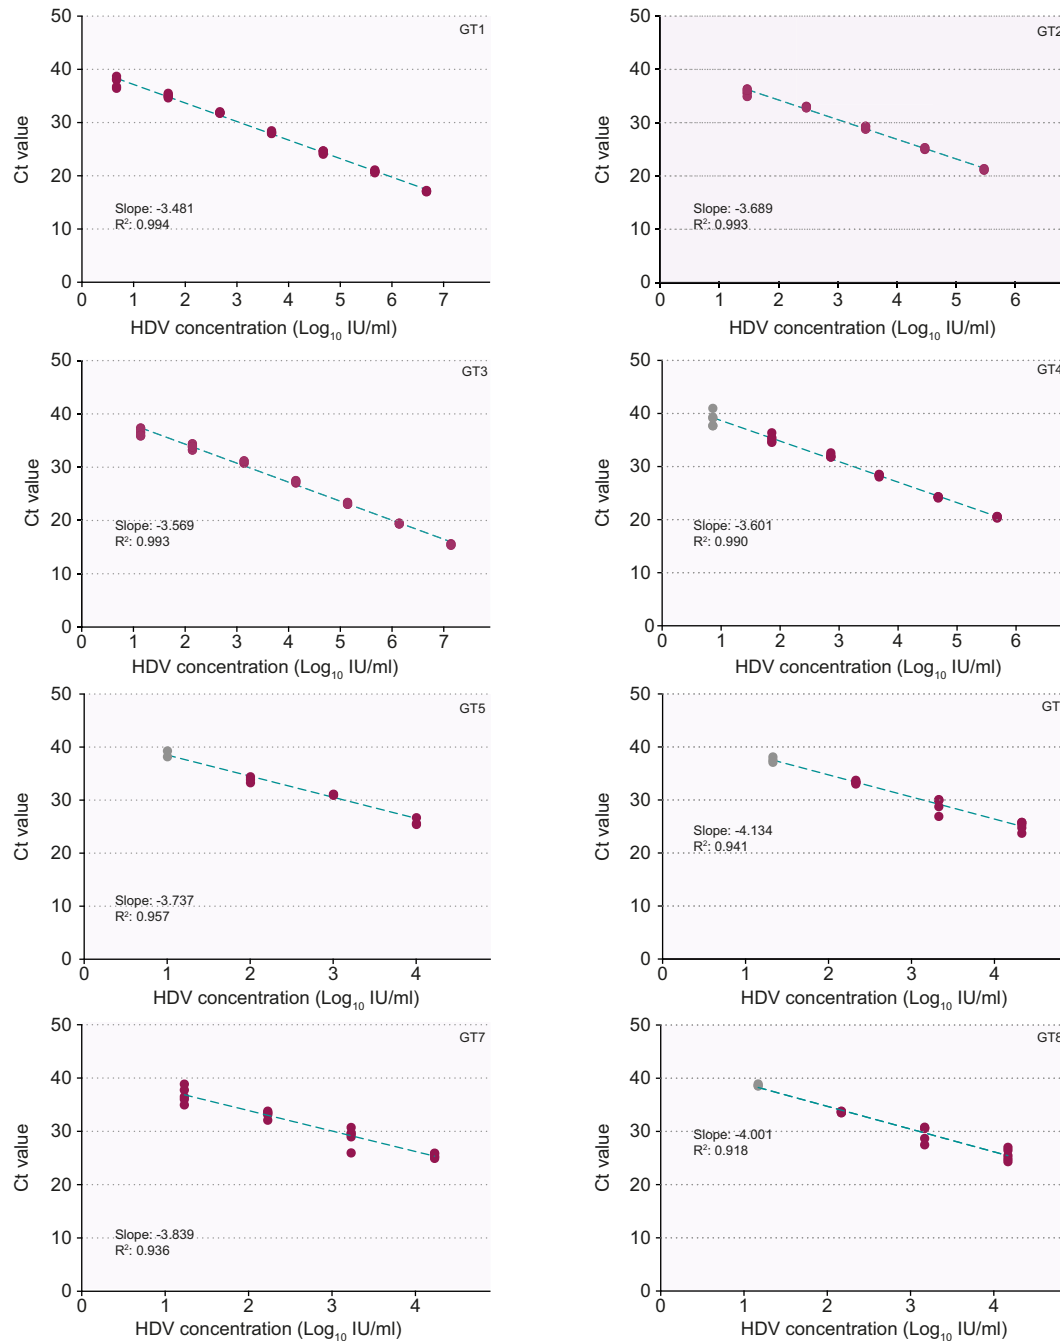 50
40
30
20
10
0
Ct value
GT1
Slope: -3.481
R²: 0.994
0 1 2 3 4 5 6 7
HDV concentration (Log₁₀ IU/ml)
50
40
30
20
10
0
Ct value
GT2
Slope: -3.689
R²: 0.993
0 1 2 3 4 5 6
HDV concentration (Log₁₀ IU/ml)
50
40
30
20
10
0
Ct value
GT3
Slope: -3.569
R²: 0.993
0 1 2 3 4 5 6 7
HDV concentration (Log₁₀ IU/ml)
50
40
30
20
10
0
Ct value
GT4
Slope: -3.601
R²: 0.990
0 1 2 3 4 5 6
HDV concentration (Log₁₀ IU/ml)
50
40
30
20
10
0
Ct value
GT5
Slope: -3.737
R²: 0.957
0 1 2 3 4
HDV concentration (Log₁₀ IU/ml)
50
40
30
20
10
0
Ct value
GT
Slope: -4.134
R²: 0.941
0 1 2 3 4
HDV concentration (Log₁₀ IU/ml)
50
40
30
20
10
0
Ct value
GT7
Slope: -3.839
R²: 0.936
0 1 2 3 4
HDV concentration (Log₁₀ IU/ml)
50
40
30
20
10
0
Ct value
GT8
Slope: -4.001
R²: 0.918
0 1 2 3 4
HDV concentration (Log₁₀ IU/ml)